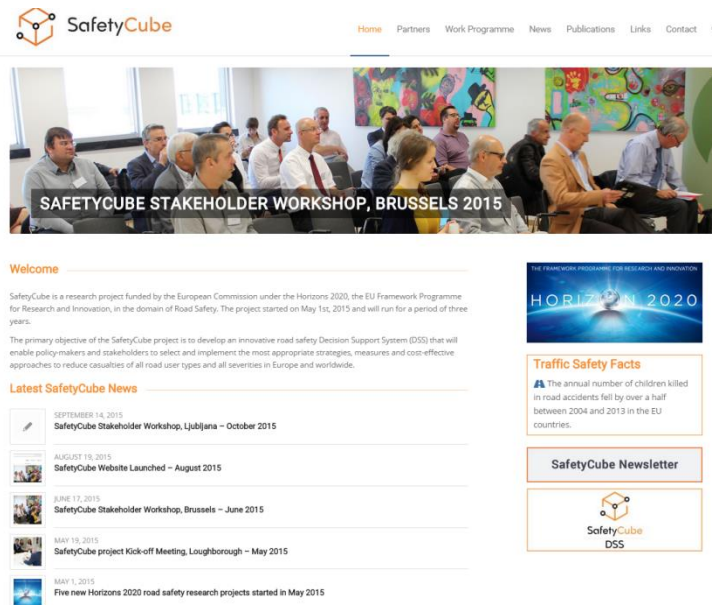 SafetyCube
Home Partners Work Programme News Publications Links Contact
SAFETYCUBE STAKEHOLDER WORKSHOP, BRUSSELS 2015
Welcome
SafetyCube is a research project funded by the European Commission under the Horizons 2020, the EU Framework Programme
for Research and Innovation, in the domain of Road Safety. The project started on May 1st, 2015 and will run for a period of three
years.
The primary objective of the SafetyCube project is to develop an innovative road safety Decision Support System (DSS) that will
enable policy-makers and stakeholders to select and implement the most appropriate strategies, measures and cost-effective
approaches to reduce casualties of all road user types and all severities in Europe and worldwide.
Latest SafetyCube News
SEPTEMBER 14, 2015
SafetyCube Stakeholder Workshop, Ljubljana – October 2015
AUGUST 19, 2015
SafetyCube Website Launched – August 2015
JUNE 17, 2015
SafetyCube Stakeholder Workshop, Brussels – June 2015
MAY 19, 2015
SafetyCube project Kick-off Meeting, Loughborough – May 2015
MAY 1, 2015
Five new Horizons 2020 road safety research projects started in May 2015
THE FRAMEWORK PROGRAMME FOR RESEARCH AND INNOVATION
HORIZON 2020
Traffic Safety Facts
The annual number of children killed
in road accidents fell by over a half
between 2004 and 2013 in the EU
countries.
SafetyCube Newsletter
SafetyCube
DSS